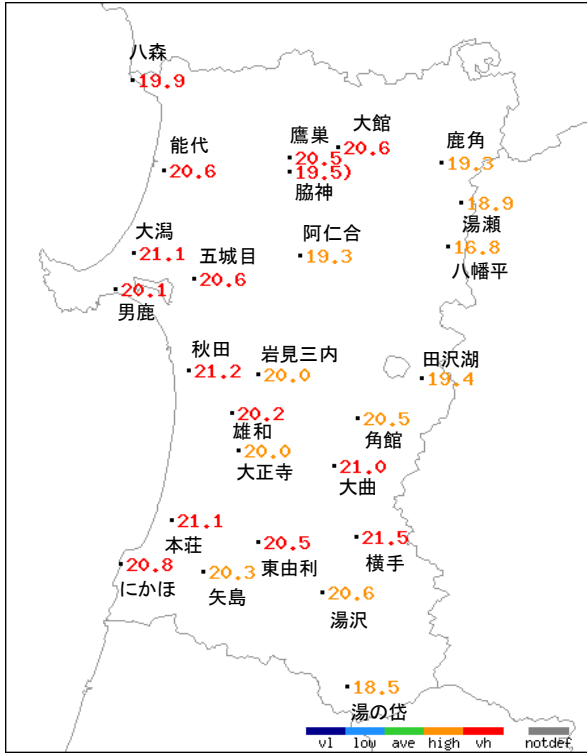 八森
19.9
能代
20.6
鷹巣
20.5
大館
20.6
19.5)
脇神
鹿角
19.3
18.9
湯瀬
16.8
八幡平
大潟
21.1
五城目
20.6
阿仁合
19.3
20.1
男鹿
秋田
21.2
岩見三内
20.0
田沢湖
19.4
20.2
雄和
20.0
大正寺
20.5
角館
21.0
大曲
21.1
本荘
20.8
にかほ
20.3
矢島
20.5
東由利
21.5
横手
20.6
湯沢
18.5
湯の岱
vl low ave high vh notdef